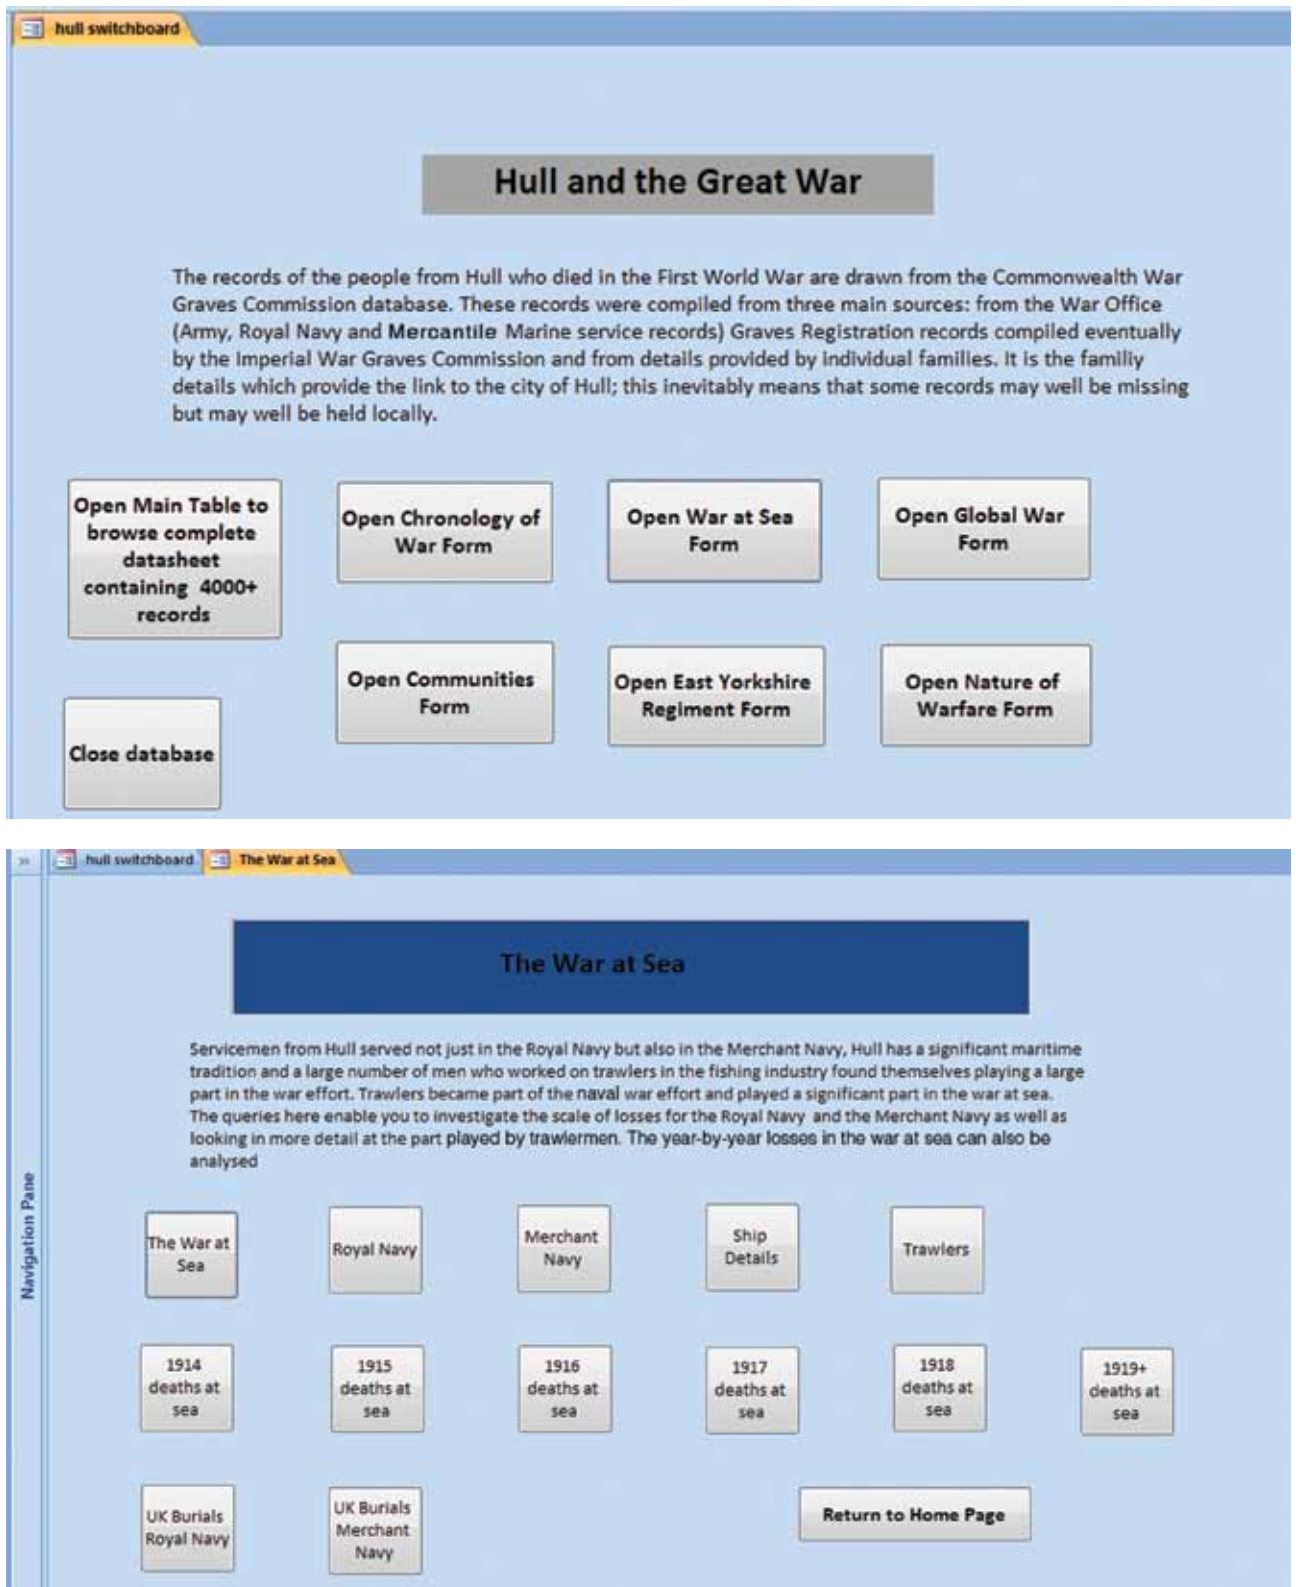 hull switchboard
Hull and the Great War
The records of the people from Hull who died in the First World War are drawn from the Commonwealth War
Graves Commission database. These records were compiled from three main sources: from the War Office
(Army, Royal Navy and Mercantile Marine service records) Graves Registration records compiled eventually
by the Imperial War Graves Commission and from details provided by individual families. It is the familiy
details which provide the link to the city of Hull; this inevitably means that some records may well be missing
but may well be held locally.
Open Main Table to
browse complete
datasheet
containing 4000+
records
Open Chronology of
War Form
Open War at Sea
Form
Open Global War
Form
Open Communities
Form
Open East Yorkshire
Regiment Form
Open Nature of
Warfare Form
Close database
»
hull switchboard
The War at Sea
Navigation Pane
The War at Sea
Servicemen from Hull served not just in the Royal Navy but also in the Merchant Navy, Hull has a significant maritime
tradition and a large number of men who worked on trawlers in the fishing industry found themselves playing a large
part in the war effort. Trawlers became part of the naval war effort and played a significant part in the war at sea.
The queries here enable you to investigate the scale of losses for the Royal Navy and the Merchant Navy as well as
looking in more detail at the part played by trawlermen. The year-by-year losses in the war at sea can also be
analysed
The War at
Sea
Royal Navy
Merchant
Navy
Ship
Details
Trawlers
1914
deaths at
sea
1915
deaths at
sea
1916
deaths at
sea
1917
deaths at
sea
1918
deaths at
sea
1919+
deaths at
sea
UK Burials
Royal Navy
UK Burials
Merchant
Navy
Return to Home Page